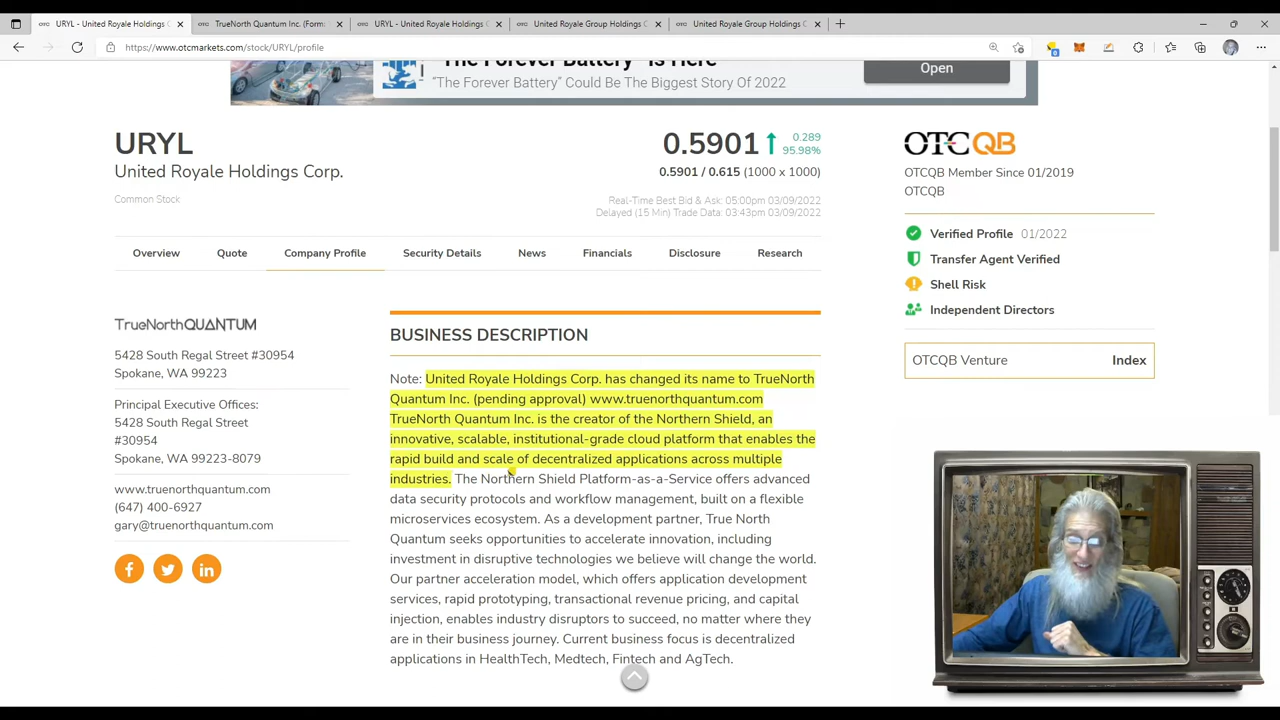 URYL - United Royale Holdings C
TrueNorth Quantum Inc. (Form
URYL - United Royale Holdings C
United Royale Group Holdings C
United Royale Group Holdings C
https://www.otcmarkets.com/stock/URYL/profile
"The Forever Battery" Is Here
"The Forever Battery" Could Be The Biggest Story Of 2022
Open
URYL
United Royale Holdings Corp.
Common Stock
0.5901
0.289
95.98%
0.5901 / 0.615 (1000 x 1000)
Real-Time Best Bid & Ask: 05:00pm 03/09/2022
Delayed (15 Min) Trade Data: 03:43pm 03/09/2022
OTCQB
OTCQB Member Since 01/2019
OTCQB
Verified Profile 01/2022
Transfer Agent Verified
Shell Risk
Independent Directors
OTCQB Venture Index
Overview Quote Company Profile Security Details News Financials Disclosure Research
TrueNorthQUANTUM
5428 South Regal Street #30954
Spokane, WA 99223
Principal Executive Offices:
5428 South Regal Street
#30954
Spokane, WA 99223-8079
www.truenorthquantum.com
(647) 400-6927
gary@truenorthquantum.com
BUSINESS DESCRIPTION
Note: United Royale Holdings Corp. has changed its name to TrueNorth
Quantum Inc. (pending approval) www.truenorthquantum.com
TrueNorth Quantum Inc. is the creator of the Northern Shield, an
innovative, scalable, institutional-grade cloud platform that enables the
rapid build and scale of decentralized applications across multiple
industries. The Northern Shield Platform-as-a-Service offers advanced
data security protocols and workflow management, built on a flexible
microservices ecosystem. As a development partner, True North
Quantum seeks opportunities to accelerate innovation, including
investment in disruptive technologies we believe will change the world.
Our partner acceleration model, which offers application development
services, rapid prototyping, transactional revenue pricing, and capital
injection, enables industry disruptors to succeed, no matter where they
are in their business journey. Current business focus is decentralized
applications in HealthTech, Medtech, Fintech and AgTech.